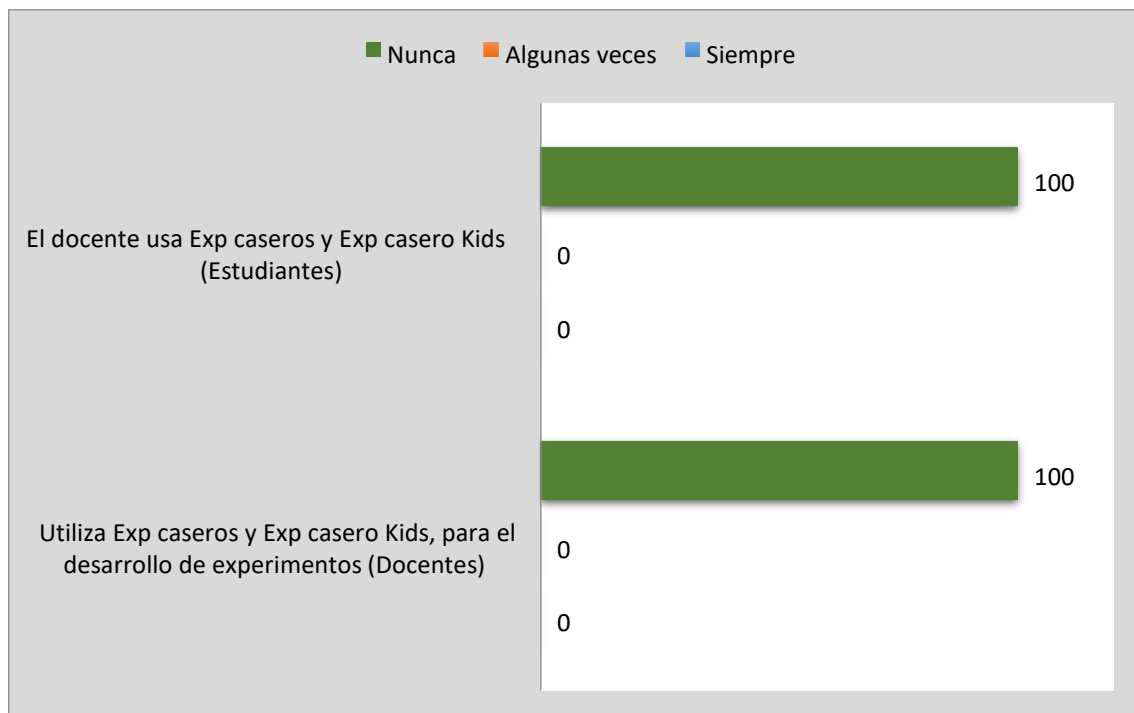 Nunca Algunas veces Siempre
100
El docente usa Exp caseros y Exp casero Kids
(Estudiantes)
0
0
100
Utiliza Exp caseros y Exp casero Kids, para el
desarrollo de experimentos (Docentes)
0
0